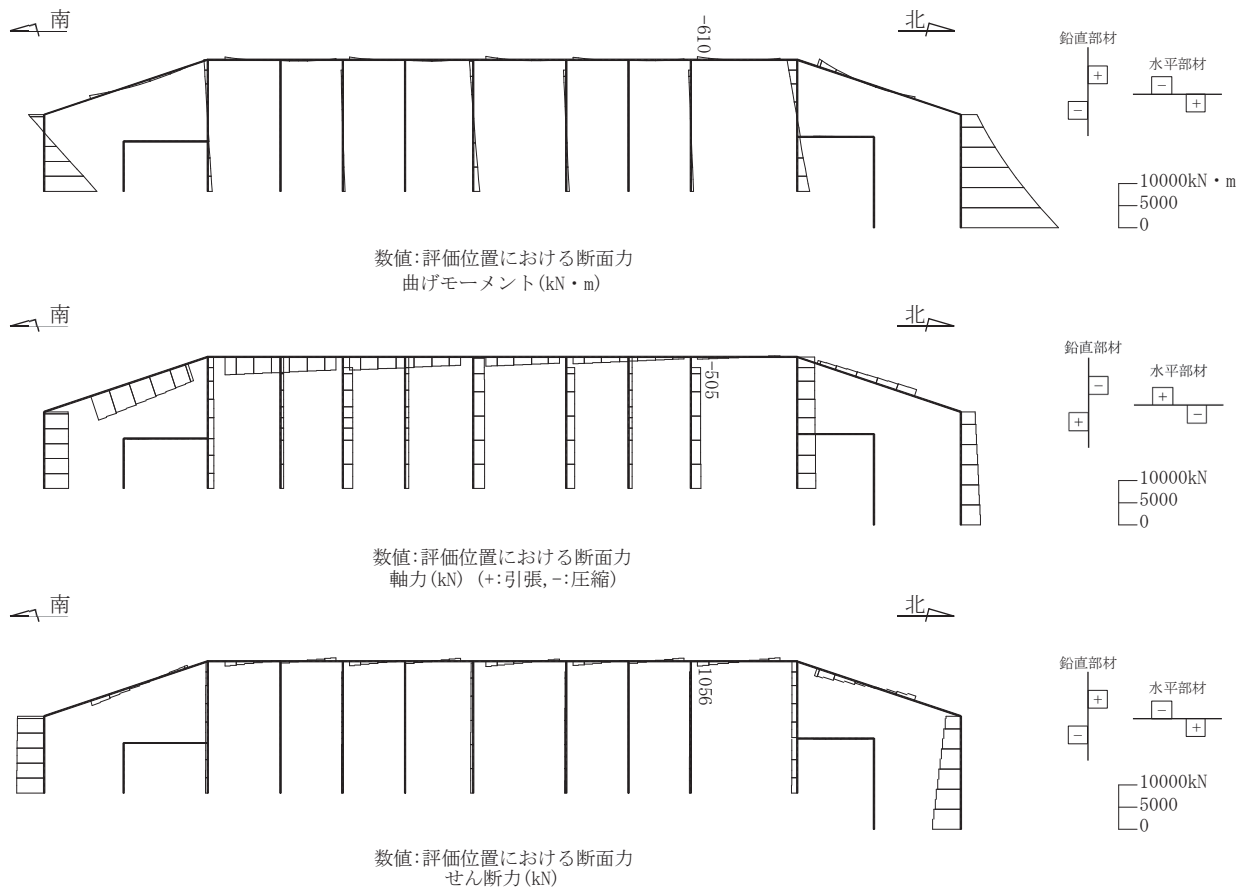 南
北
-610
鉛直部材
+
-
水平部材
-
+
10000kN・m
5000
0
数値:評価位置における断面力
曲げモーメント(kN・m)
南
北
-505
鉛直部材
-
+
水平部材
+
-
10000kN
5000
0
数値:評価位置における断面力
軸力(kN) (+:引張,-:圧縮)
南
北
1056
鉛直部材
+
-
水平部材
-
+
10000kN
5000
0
数値:評価位置における断面力
せん断力(kN)